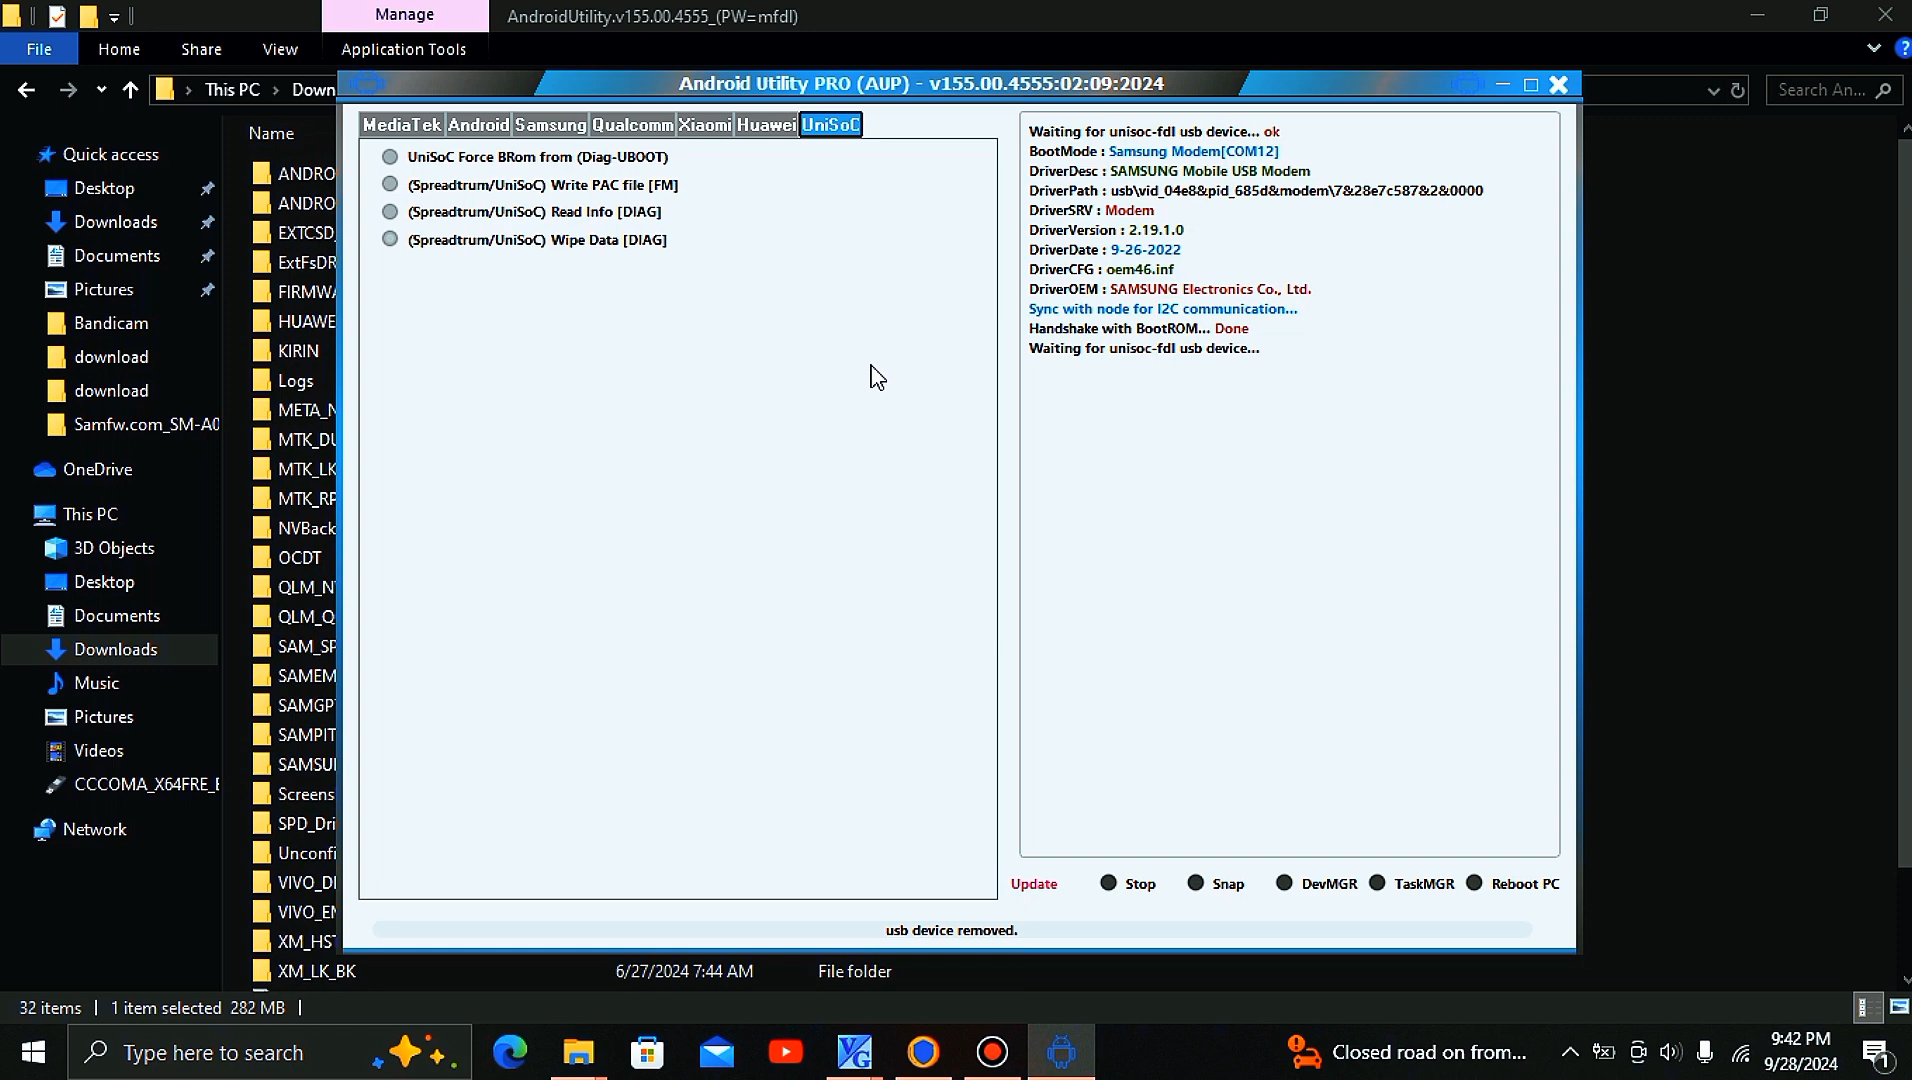 Manage
AndroidUtility.v155.00.4555_(PW=mfdl)
File
Home
Share
View
Application Tools
This PC
Down
Search An...
Android Utility PRO (AUP) - v155.00.4555:02:09:2024
MediaTek
Android
Samsung
Qualcomm
Xiaomi
Huawei
UniSoC
Name
Quick access
Desktop
Downloads
Documents
Pictures
Bandicam
download
download
Samfw.com_SM-A0
OneDrive
This PC
3D Objects
Desktop
Documents
Downloads
Music
Pictures
Videos
CCCOMA_X64FRE_E
Network
ANDRO
ANDRO
EXTCSD_
ExtFsDR
FIRMWA
HUAWE
KIRIN
Logs
META_N
MTK_DU
MTK_LK
MTK_RP
NVBack
OCDT
QLM_N
QLM_Q
SAM_SP
SAMEM
SAMGP
SAMPIT
SAMSU
Screens
SPD_Dri
Unconfi
VIVO_D
VIVO_E
XM_HS
XM_LK_BK
6/27/2024 7:44 AM
File folder
UniSoC Force BRom from (Diag-UBOOT)
(Spreadtrum/UniSoC) Write PAC file [FM]
(Spreadtrum/UniSoC) Read Info [DIAG]
(Spreadtrum/UniSoC) Wipe Data [DIAG]
Waiting for unisoc-fdl usb device... ok
BootMode : Samsung Modem[COM12]
DriverDesc : SAMSUNG Mobile USB Modem
DriverPath : usb\vid_04e8&pid_685d&modem\7&28e7c587&2&0000
DriverSRV : Modem
DriverVersion : 2.19.1.0
DriverDate : 9-26-2022
DriverCFG : oem46.inf
DriverOEM : SAMSUNG Electronics Co., Ltd.
Sync with node for I2C communication...
Handshake with BootROM... Done
Waiting for unisoc-fdl usb device...
Update
Stop
Snap
DevMGR
TaskMGR
Reboot PC
usb device removed.
32 items
1 item selected 282 MB
Type here to search
Closed road on from...
9:42 PM
9/28/2024
1